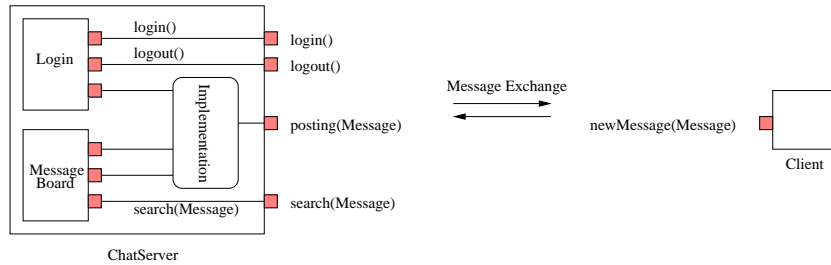 login()
login()
logout()
logout()
Login
Implementation
Message Exchange
posting(Message)
newMessage(Message)
Message
Board
Client
search(Message)
search(Message)
ChatServer